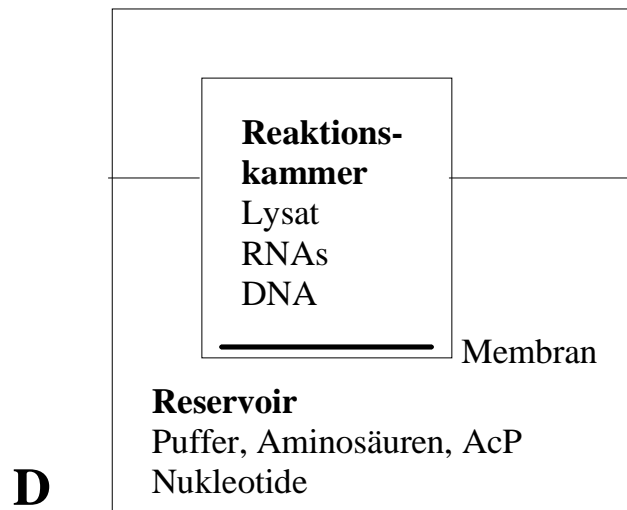 Reaktions-
kammer
Lysat
RNAs
DNA
Membran
Reservoir
Puffer, Aminosäuren, AcP
Nukleotide
D